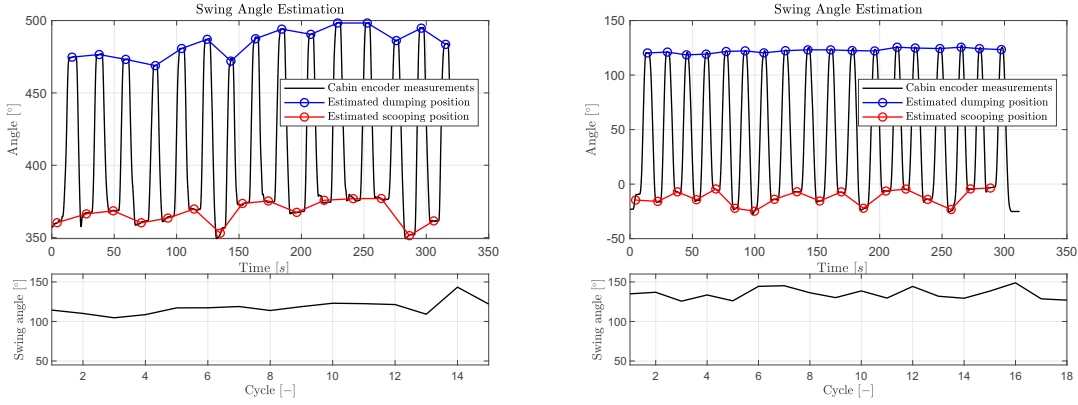 Swing Angle Estimation
500
450
400
350
Angle [°]
Cabin encoder measurements
Estimated dumping position
Estimated scooping position
0 50 100 150 200 250 300 350
Time [s]
150
100
50
Swing angle [°]
2 4 6 8 10 12 14
Cycle [−]
Swing Angle Estimation
150
100
50
0
-50
Angle [°]
Cabin encoder measurements
Estimated dumping position
Estimated scooping position
0 50 100 150 200 250 300 350
Time [s]
150
100
50
Swing angle [°]
2 4 6 8 10 12 14 16 18
Cycle [−]